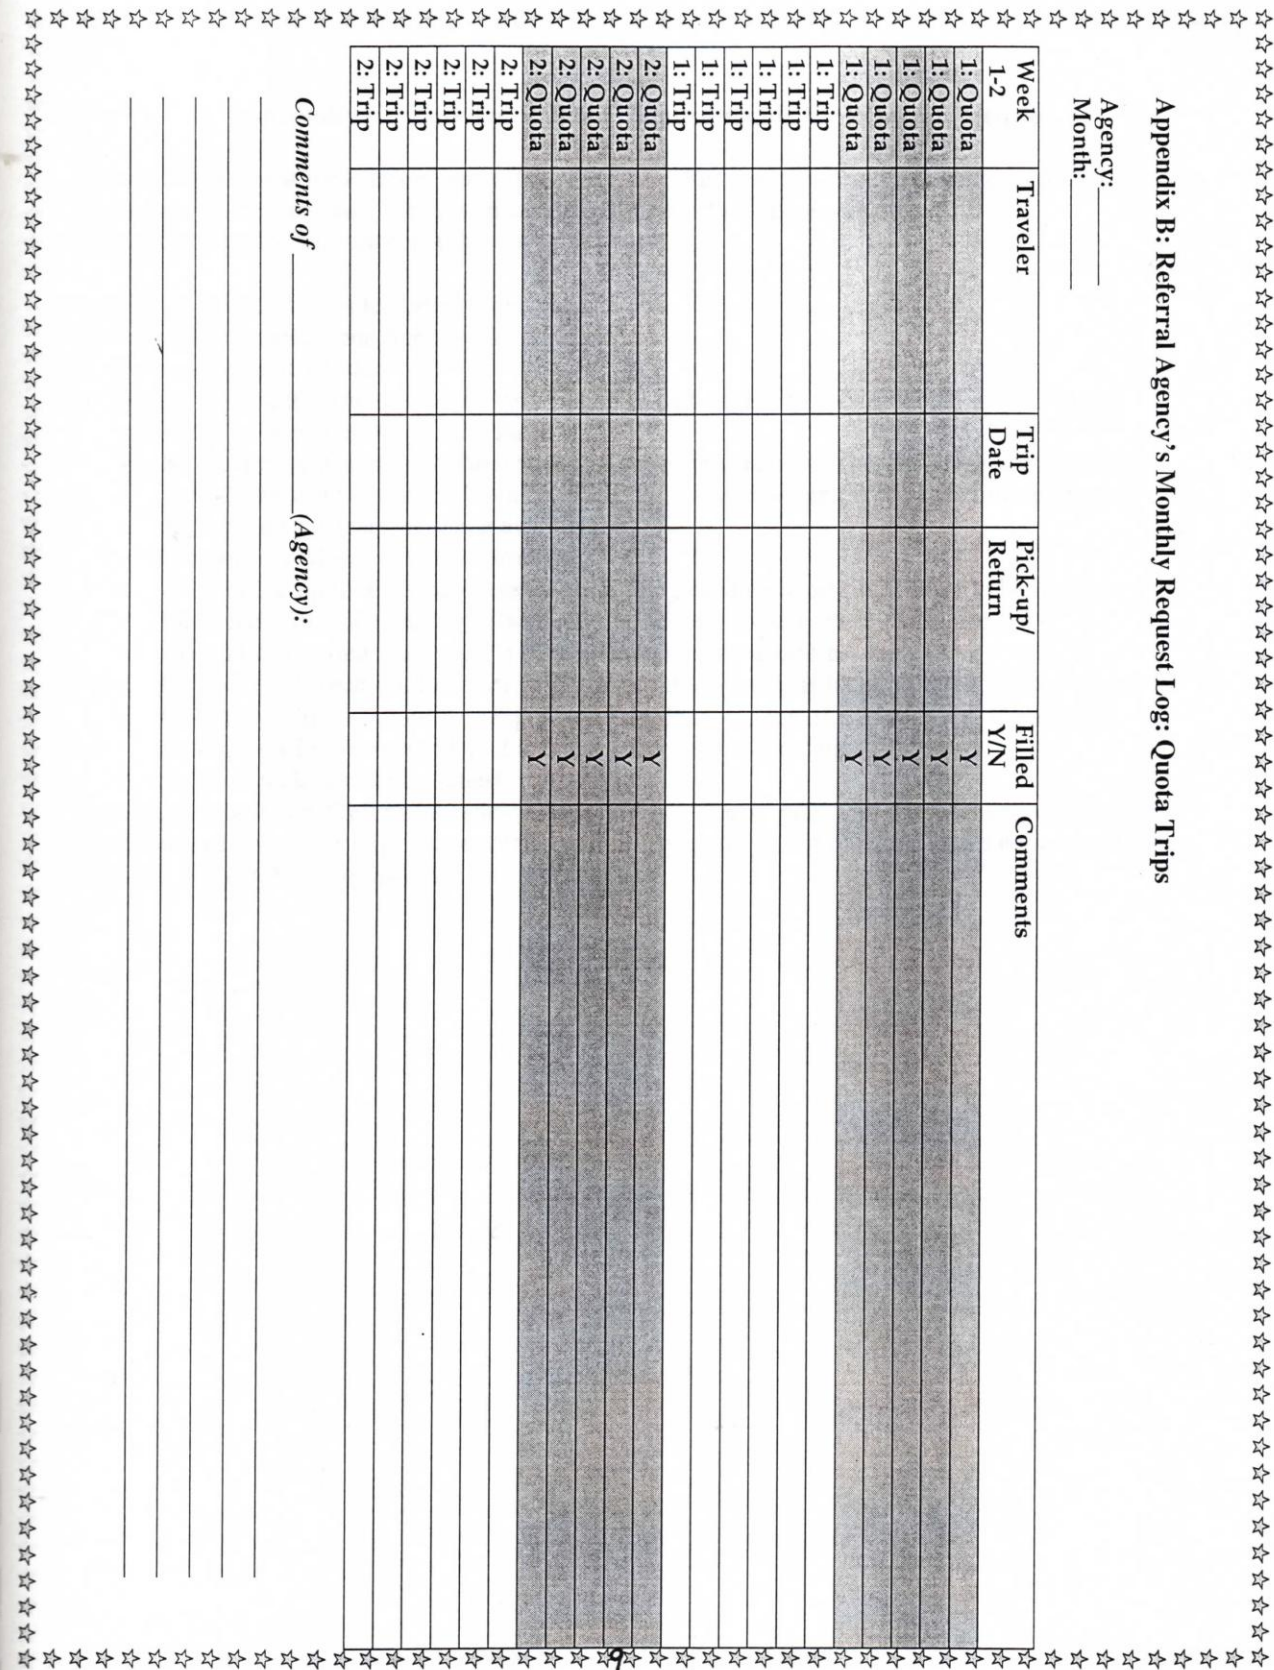 Appendix B: Referral Agency's Monthly Request Log: Quota Trips
Agency:
Month:
Week Traveler Trip Pick-up/ Filled Comments
1-2 Date Return Y/N
1: Quota Y
1: Quota Y
1: Quota Y
1: Quota Y
1: Quota Y
1: Trip
1: Trip
1: Trip
1: Trip
1: Trip
1: Trip
2: Quota Y
2: Quota Y
2: Quota Y
2: Quota Y
2: Quota Y
2: Trip
2: Trip
2: Trip
2: Trip
2: Trip
2: Trip
Comments of (Agency):
9